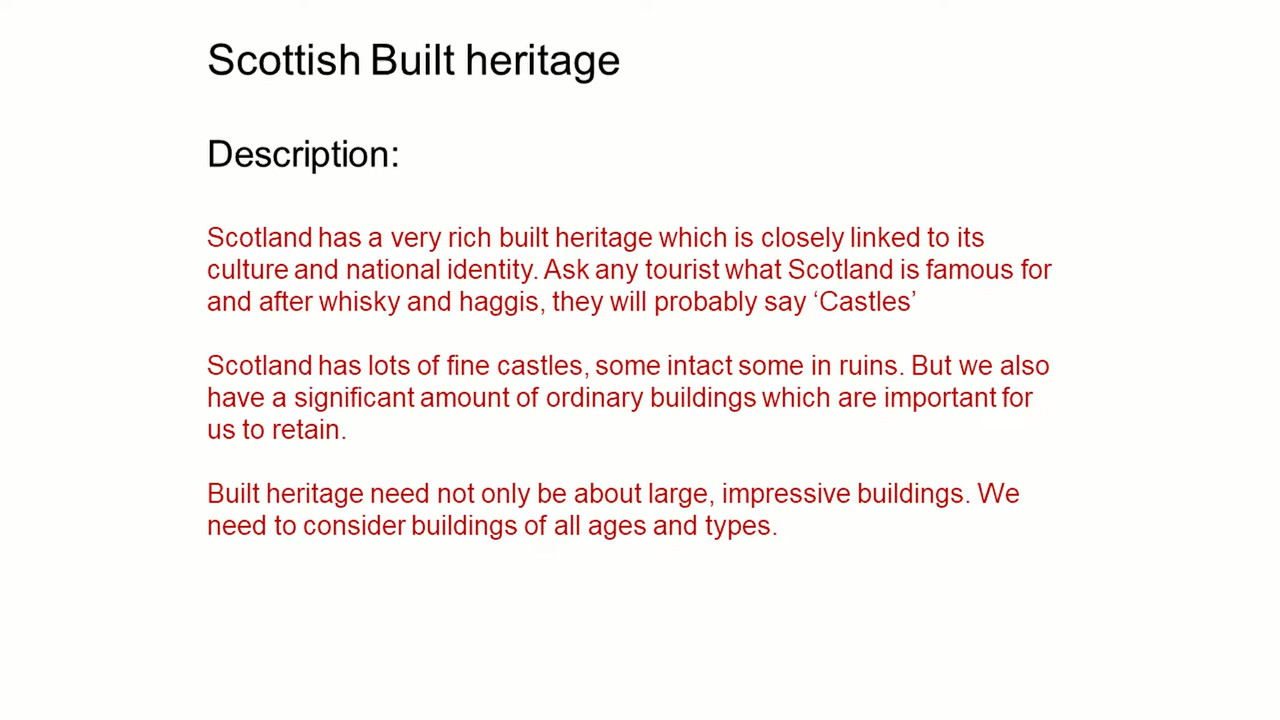 Scottish Built heritage
Description:
Scotland has a very rich built heritage which is closely linked to its
culture and national identity. Ask any tourist what Scotland is famous for
and after whisky and haggis, they will probably say ‘Castles’
Scotland has lots of fine castles, some intact some in ruins. But we also
have a significant amount of ordinary buildings which are important for
us to retain.
Built heritage need not only be about large, impressive buildings. We
need to consider buildings of all ages and types.